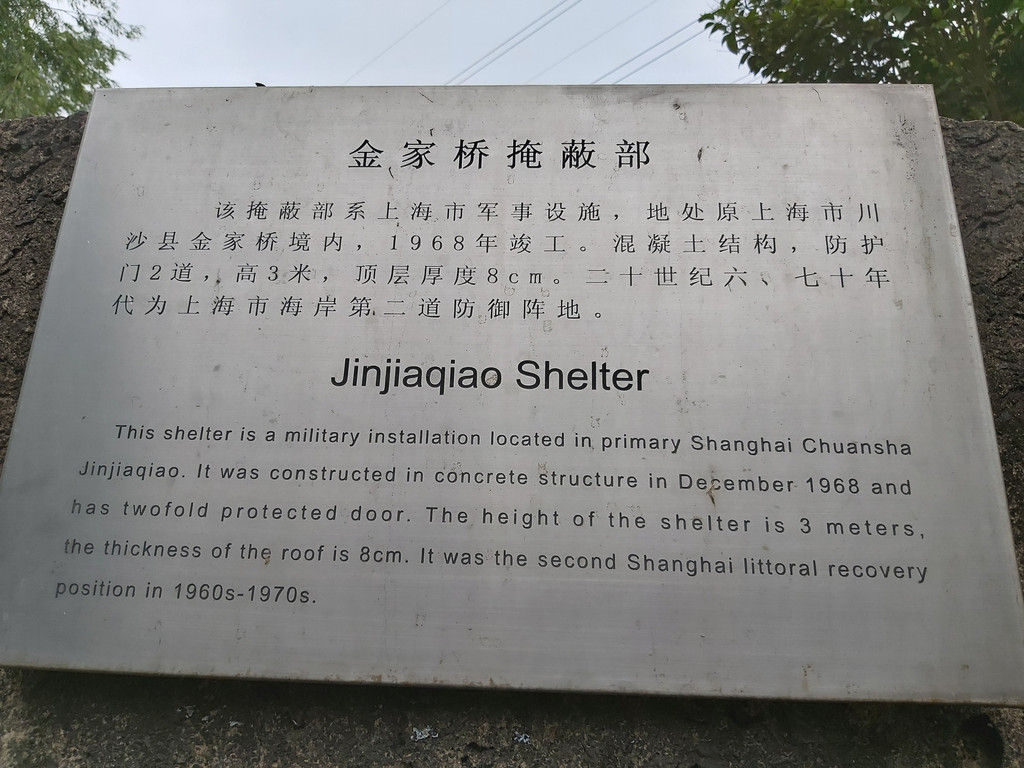 金家桥掩蔽部
该掩蔽部系上海市军事设施，地处原上海市川
沙县金家桥境内，1968年竣工。混凝土结构，防护
门2道，高3米，顶层厚度8cm。二十世纪六、七十年
代为上海市海岸第二道防御阵地。
Jinjiaqiao Shelter
This shelter is a military installation located in primary Shanghai Chuansha
Jinjiaqiao. It was constructed in concrete structure in December 1968 and
has twofold protected door. The height of the shelter is 3 meters,
the thickness of the roof is 8cm. It was the second Shanghai littoral recovery
position in 1960s-1970s.